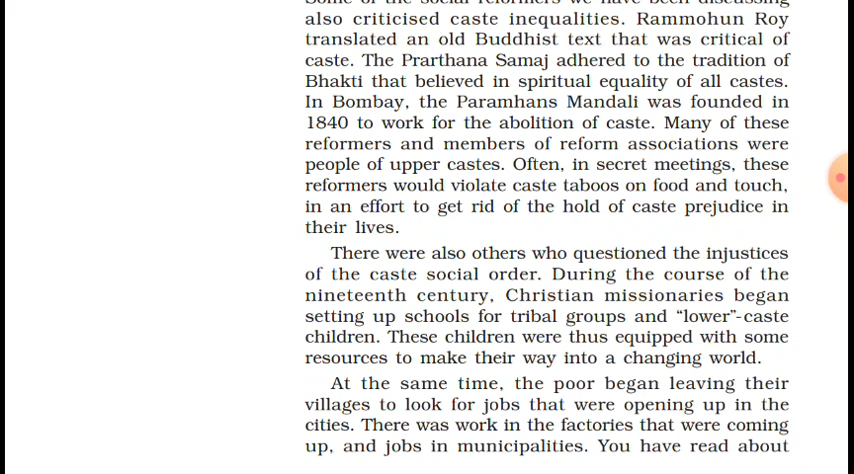 Some of the social reformers we have been discussing
also criticised caste inequalities. Rammohun Roy
translated an old Buddhist text that was critical of
caste. The Prarthana Samaj adhered to the tradition of
Bhakti that believed in spiritual equality of all castes.
In Bombay, the Paramhans Mandali was founded in
1840 to work for the abolition of caste. Many of these
reformers and members of reform associations were
people of upper castes. Often, in secret meetings, these
reformers would violate caste taboos on food and touch,
in an effort to get rid of the hold of caste prejudice in
their lives.
There were also others who questioned the injustices
of the caste social order. During the course of the
nineteenth century, Christian missionaries began
setting up schools for tribal groups and “lower”-caste
children. These children were thus equipped with some
resources to make their way into a changing world.
At the same time, the poor began leaving their
villages to look for jobs that were opening up in the
cities. There was work in the factories that were coming
up, and jobs in municipalities. You have read about